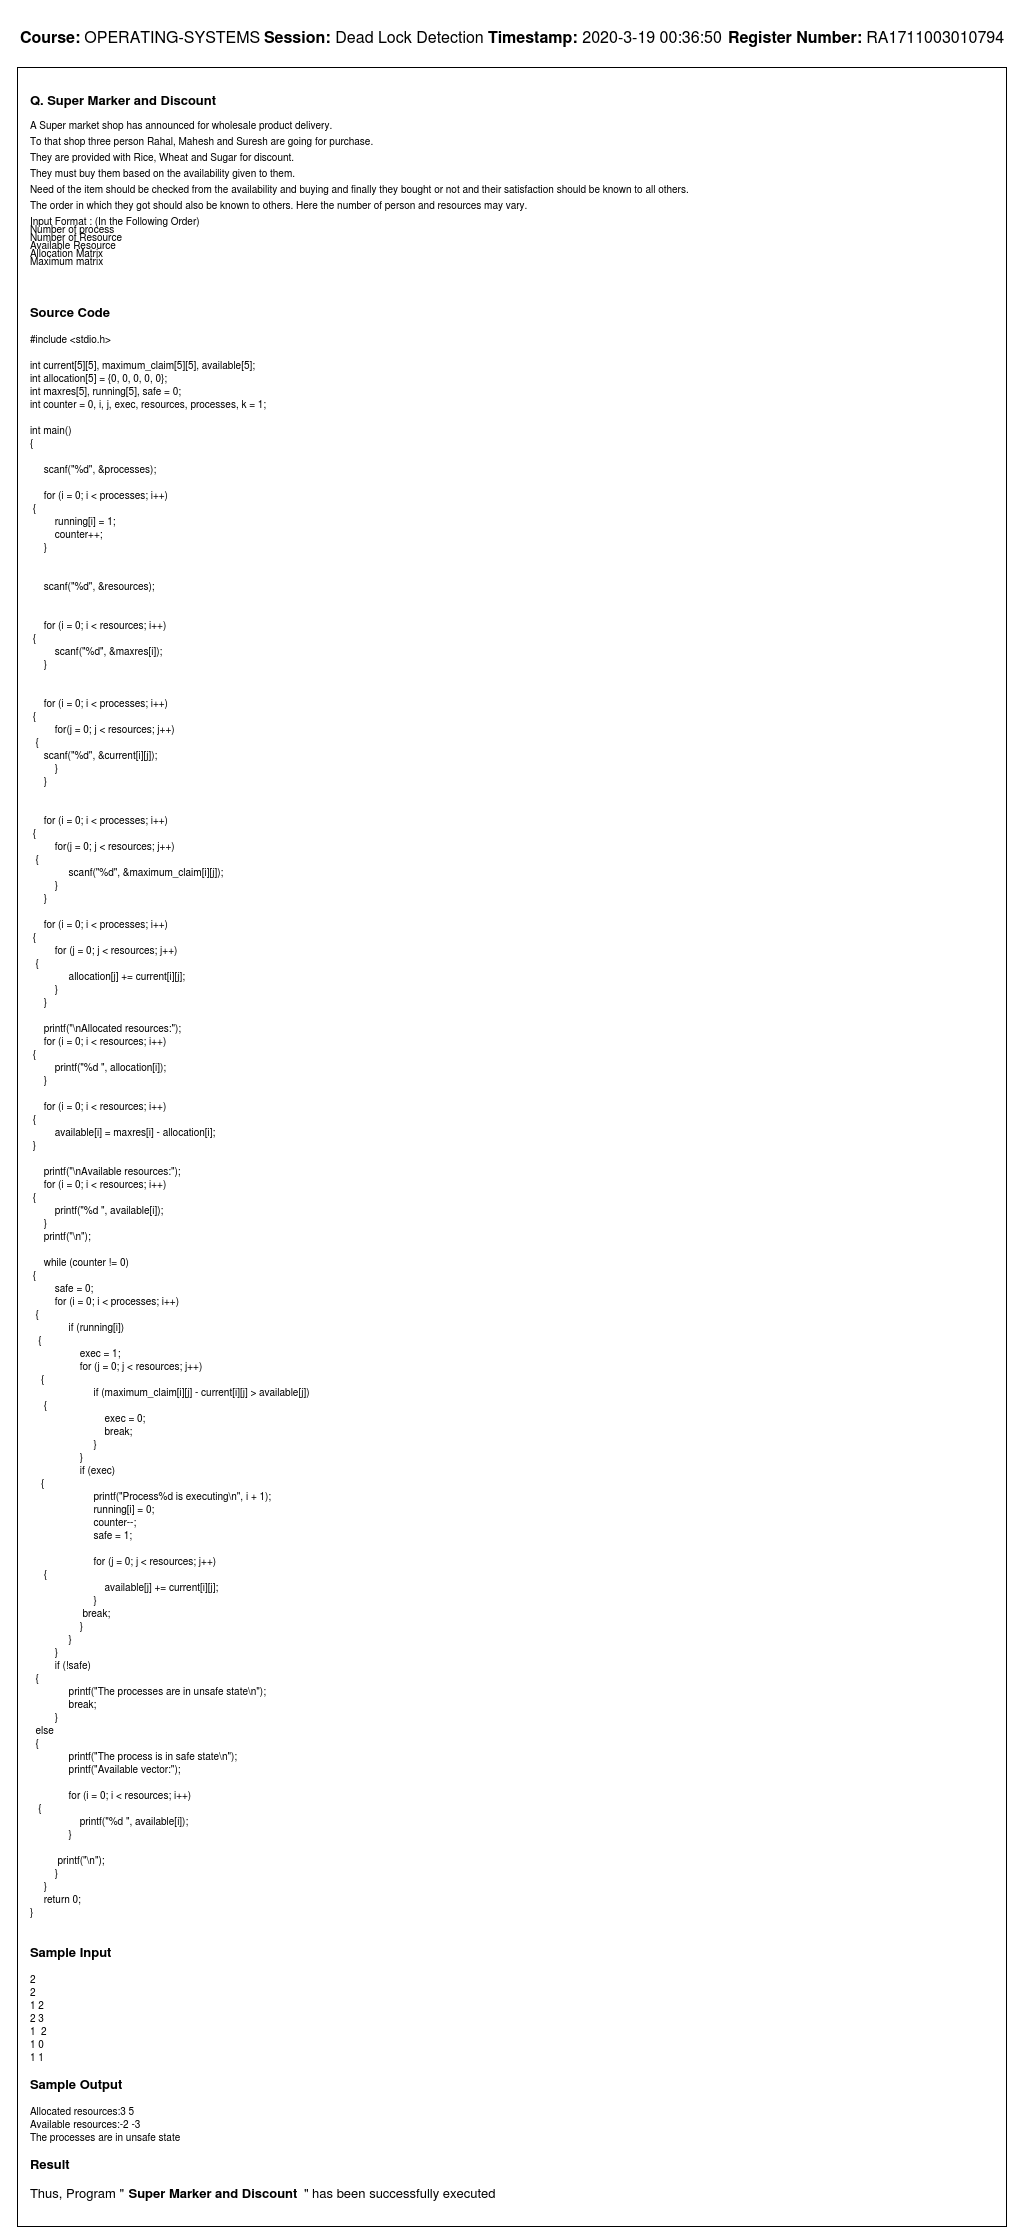 Course: OPERATING-SYSTEMS Session: Dead Lock Detection Timestamp: 2020-3-19 00:36:50 Register Number: RA1711003010794
Q. Super Marker and Discount
A Super market shop has announced for wholesale product delivery.
To that shop three person Rahal, Mahesh and Suresh are going for purchase.
They are provided with Rice, Wheat and Sugar for discount.
They must buy them based on the availability given to them.
Need of the item should be checked from the availability and buying and finally they bought or not and their satisfaction should be known to all others.
The order in which they got should also be known to others. Here the number of person and resources may vary.
Input Format : (In the Following Order)
Number of process
Number of Resource
Available Resource
Allocation Matrix
Maximum matrix
Source Code
#include <stdio.h>
int current[5][5], maximum_claim[5][5], available[5];
int allocation[5] = {0, 0, 0, 0, 0};
int maxres[5], running[5], safe = 0;
int counter = 0, i, j, exec, resources, processes, k = 1;
int main()
{
scanf("%d", &processes);
for (i = 0; i < processes; i++)
{
running[i] = 1;
counter++;
}
scanf("%d", &resources);
for (i = 0; i < resources; i++)
{
scanf("%d", &maxres[i]);
}
for (i = 0; i < processes; i++)
{
for(j = 0; j < resources; j++)
{
scanf("%d", &current[i][j]);
}
}
for (i = 0; i < processes; i++)
{
for(j = 0; j < resources; j++)
{
scanf("%d", &maximum_claim[i][j]);
}
}
for (i = 0; i < processes; i++)
{
for (j = 0; j < resources; j++)
{
allocation[j] += current[i][j];
}
}
printf("\nAllocated resources:");
for (i = 0; i < resources; i++)
{
printf("%d ", allocation[i]);
}
for (i = 0; i < resources; i++)
{
available[i] = maxres[i] - allocation[i];
}
printf("\nAvailable resources:");
for (i = 0; i < resources; i++)
{
printf("%d ", available[i]);
}
printf("\n");
while (counter != 0)
{
safe = 0;
for (i = 0; i < processes; i++)
{
if (running[i])
{
exec = 1;
for (j = 0; j < resources; j++)
{
if (maximum_claim[i][j] - current[i][j] > available[j])
{
exec = 0;
break;
}
}
if (exec)
{
printf("Process%d is executing\n", i + 1);
running[i] = 0;
counter--;
safe = 1;
for (j = 0; j < resources; j++)
{
available[j] += current[i][j];
}
break;
}
}
}
if (!safe)
{
printf("The processes are in unsafe state\n");
break;
}
else
{
printf("The process is in safe state\n");
printf("Available vector:");
for (i = 0; i < resources; i++)
{
printf("%d ", available[i]);
}
printf("\n");
}
}
return 0;
}
Sample Input
2
2
1 2
2 3
1  2
1 0
1 1
Sample Output
Allocated resources:3 5
Available resources:-2 -3
The processes are in unsafe state
Result
Thus, Program " Super Marker and Discount " has been successfully executed